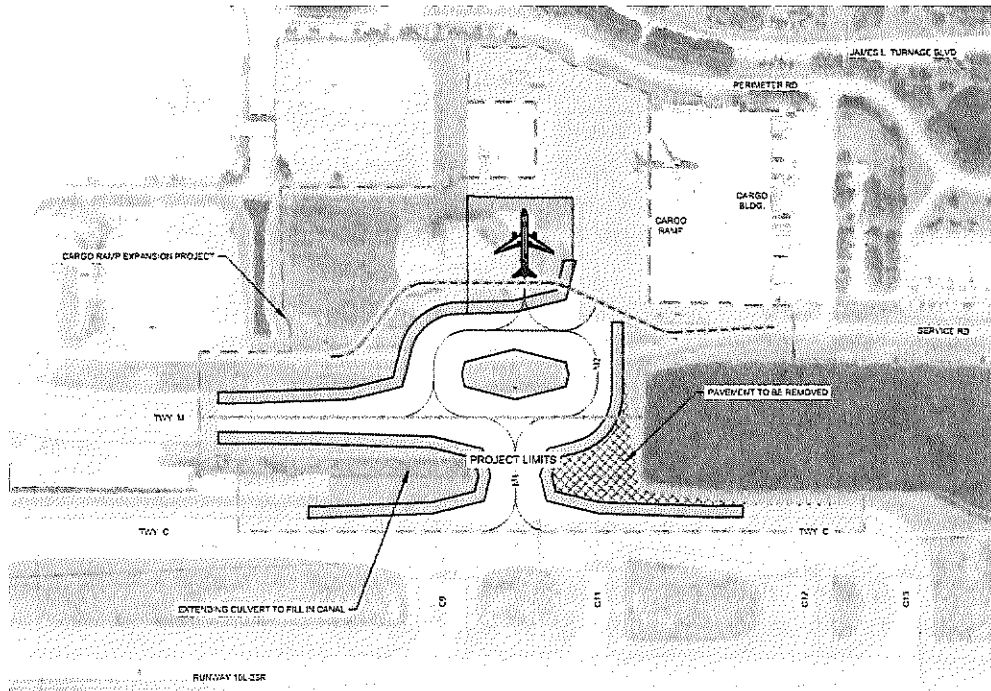 JAMES L. TURNAGE BLVD
PERIMETER RD
CARGO
BLDG.
CARGO
RAMP
CARGO RAMP EXPANSION PROJECT
SERVICE RD
PAVEMENT TO BE REMOVED
TWY M
PROJECT LIMITS
TWY C
TWY C
EXTENDING CULVERT TO FILL IN CANAL
C9
C11
C12
C13
RUNWAY 10L-28R